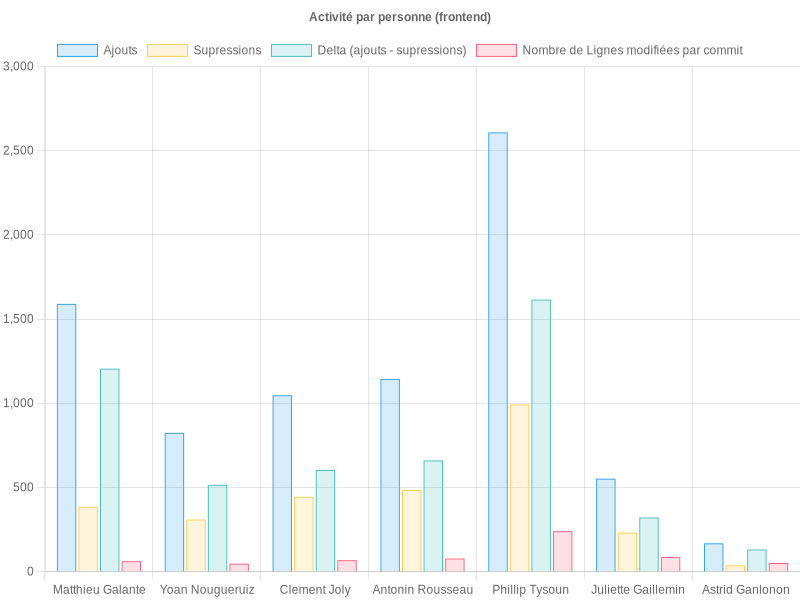 Activité par personne (frontend)
Ajouts Supressions Delta (ajouts - supressions) Nombre de Lignes modifiées par commit
3,000
2,500
2,000
1,500
1,000
500
0
Matthieu Galante Yoan Nougueruiz Clement Joly Antonin Rousseau Phillip Tysoun Juliette Gaillemin Astrid Ganlonon